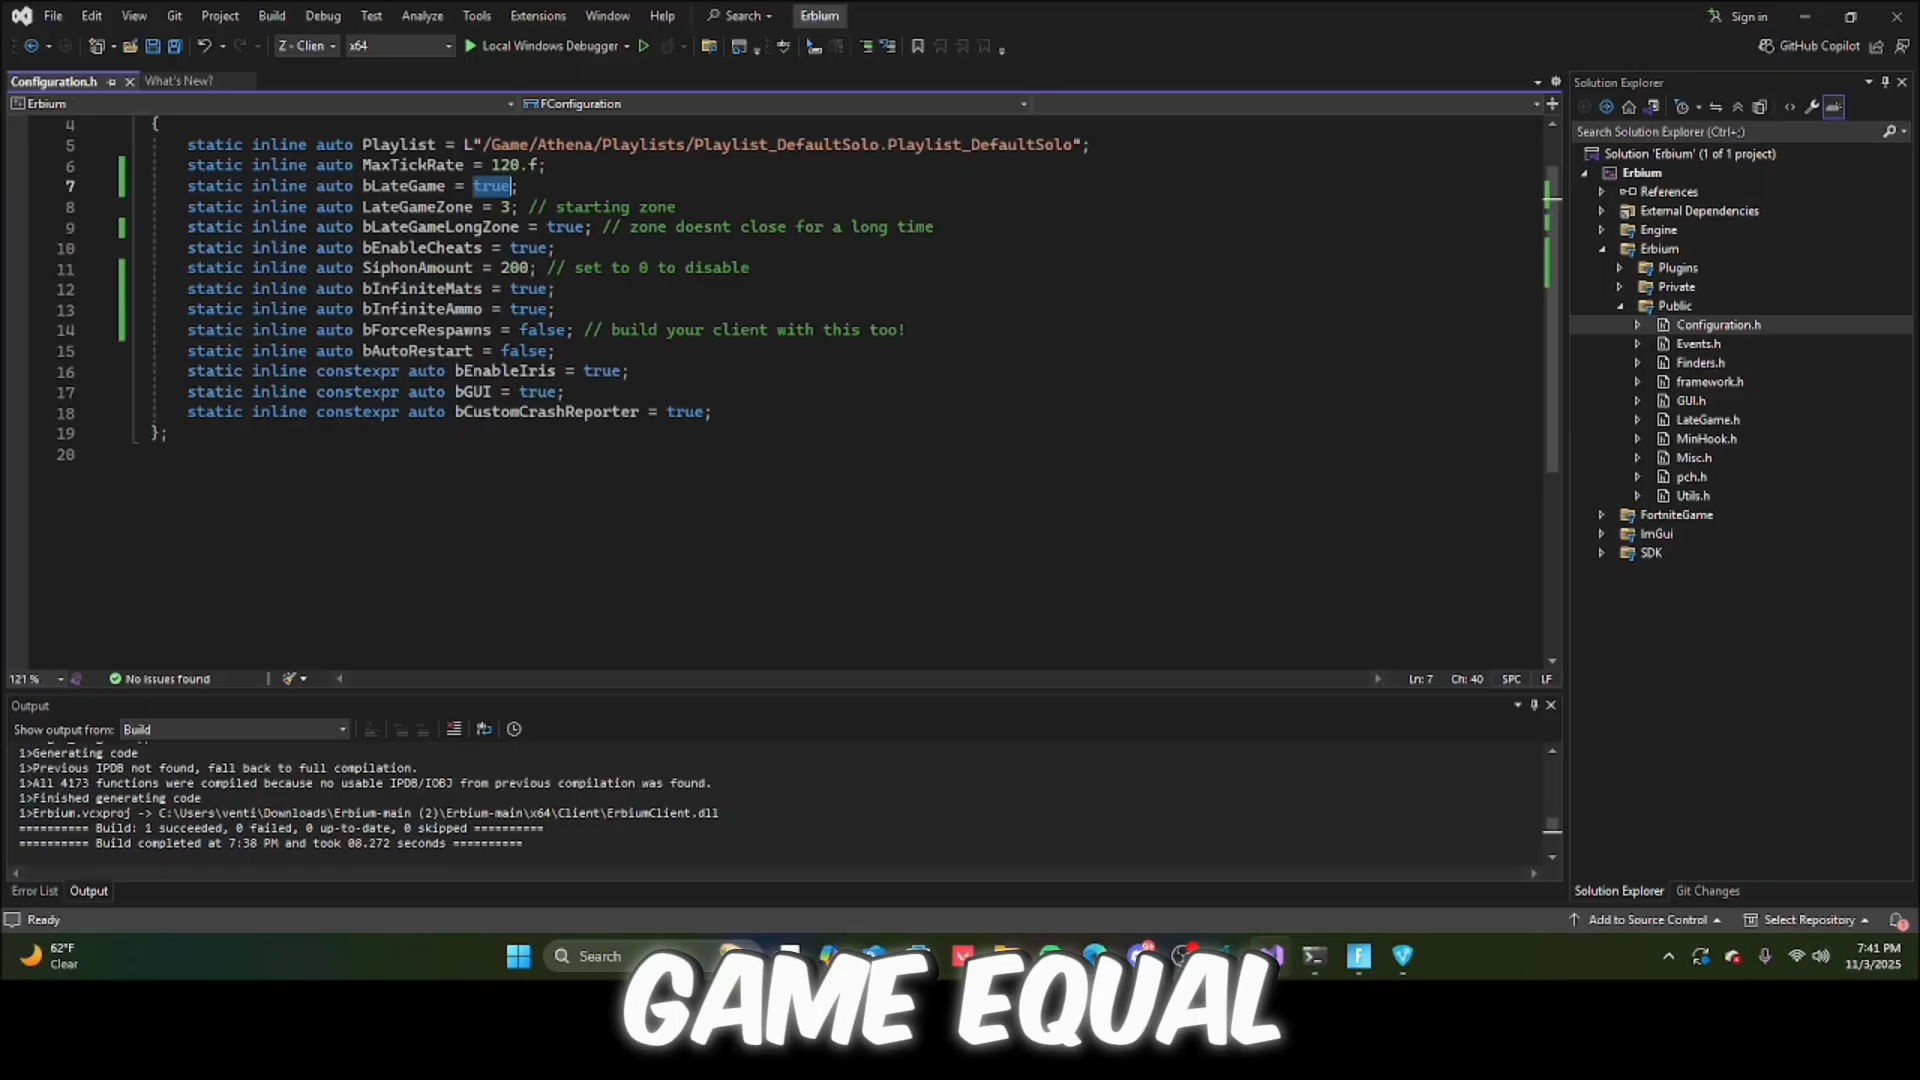 File Edit View Git Project Build Debug Test Analyze Tools Extensions Window Help Search Erbium Sign in
Z - Clien x64 Local Windows Debugger GitHub Copilot
Configuration.h What's New?
Erbium FConfiguration
4 {
5 static inline auto Playlist = L"/Game/Athena/Playlists/Playlist_DefaultSolo.Playlist_DefaultSolo";
6 static inline auto MaxTickRate = 120.f;
7 static inline auto bLateGame = true;
8 static inline auto LateGameZone = 3; // starting zone
9 static inline auto bLateGameLongZone = true; // zone doesnt close for a long time
10 static inline auto bEnableCheats = true;
11 static inline auto SiphonAmount = 200; // set to 0 to disable
12 static inline auto bInfiniteMats = true;
13 static inline auto bInfiniteAmmo = true;
14 static inline auto bForceRespawns = false; // build your client with this too!
15 static inline auto bAutoRestart = false;
16 static inline constexpr auto bEnableIris = true;
17 static inline constexpr auto bGUI = true;
18 static inline constexpr auto bCustomCrashReporter = true;
19 };
20
121 % No issues found Ln: 7 Ch: 40 SPC LF
Output
Show output from: Build
1>Generating code
1>Previous IPDB not found, fall back to full compilation.
1>All 4173 functions were compiled because no usable IPDB/IOBJ from previous compilation was found.
1>Finished generating code
1>Erbium.vcxproj -> C:\Users\venti\Downloads\Erbium-main (2)\Erbium-main\x64\Client\ErbiumClient.dll
========== Build: 1 succeeded, 0 failed, 0 up-to-date, 0 skipped ==========
========== Build completed at 7:38 PM and took 08.272 seconds ==========
Error List Output
Solution Explorer
Search Solution Explorer (Ctrl+;)
Solution 'Erbium' (1 of 1 project)
Erbium
References
External Dependencies
Engine
Erbium
Plugins
Private
Public
Configuration.h
Events.h
Finders.h
framework.h
GUI.h
LateGame.h
MinHook.h
Misc.h
pch.h
Utils.h
FortniteGame
ImGui
SDK
Solution Explorer Git Changes
Ready Add to Source Control Select Repository
62°F
Clear
Search
7:41 PM
11/3/2025
GAME EQUAL